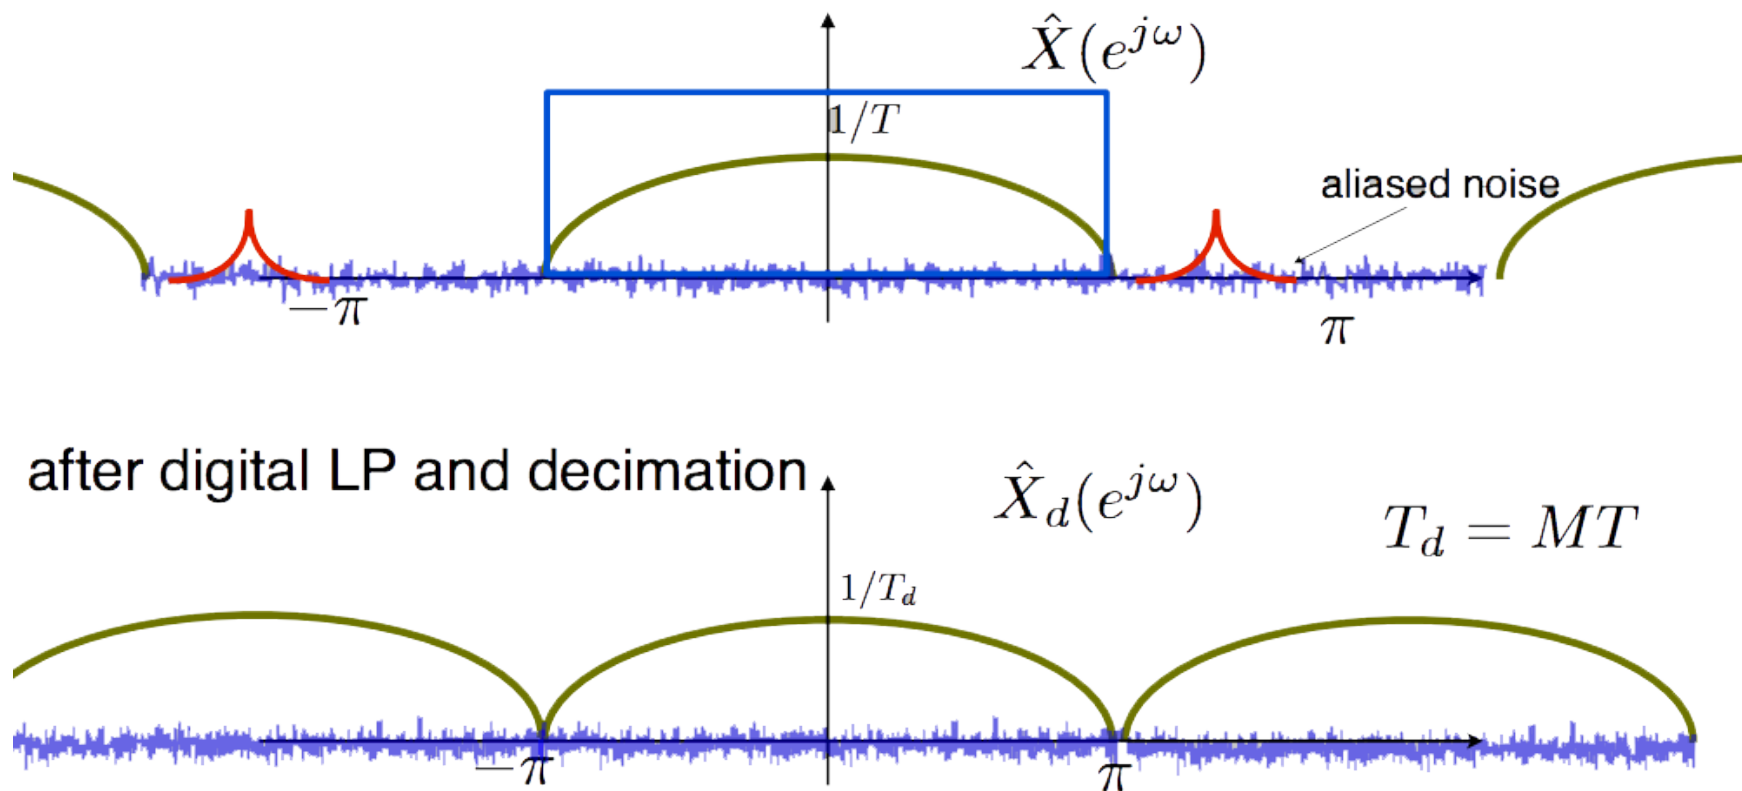 X̂(e^{jω})
1/T
aliased noise
−π
π
after digital LP and decimation
X̂_d(e^{jω})
T_d = MT
1/T_d
−π
π